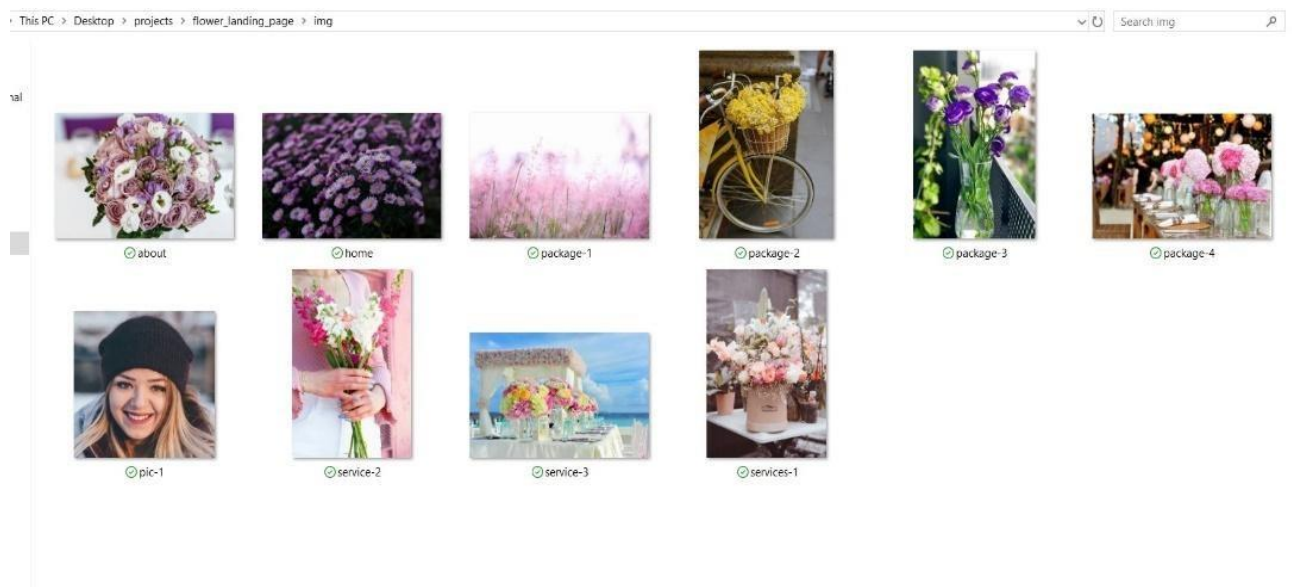 This PC > Desktop > projects > flower_landing_page > img
Search img
nal
about
home
package-1
package-2
package-3
package-4
pic-1
service-2
service-3
services-1